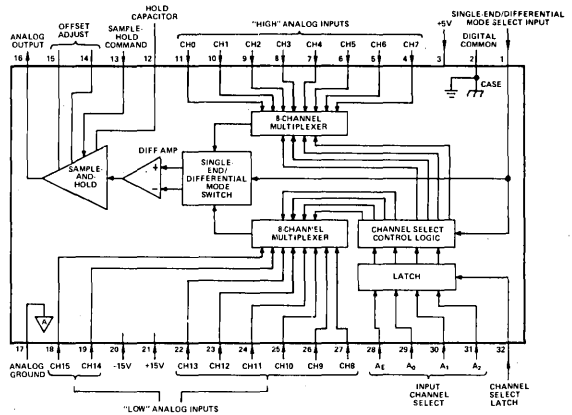 HOLD
CAPACITOR
SINGLE-END/DIFFERENTIAL
MODE SELECT INPUT
OFFSET
ADJUST
SAMPLE-
HOLD
COMMAND
"HIGH" ANALOG INPUTS
ANALOG
OUTPUT
CH0 CH1 CH2 CH3 CH4 CH5 CH6 CH7
+5V
DIGITAL
COMMON
16 15 14 13 12 11 10 9 8 7 6 5 4 3 2 1
CASE
8-CHANNEL
MULTIPLEXER
DIFF AMP
SAMPLE-
AND-
HOLD
+
−
SINGLE-
END/
DIFFERENTIAL
MODE
SWITCH
8-CHANNEL
MULTIPLEXER
CHANNEL SELECT
CONTROL LOGIC
LATCH
A
17 18 19 20 21 22 23 24 25 26 27 28 29 30 31 32
ANALOG
GROUND
CH15 CH14 -15V +15V CH13 CH12 CH11 CH10 CH9 CH8 AE A0 A1 A2
INPUT
CHANNEL
SELECT
CHANNEL
SELECT
LATCH
"LOW" ANALOG INPUTS